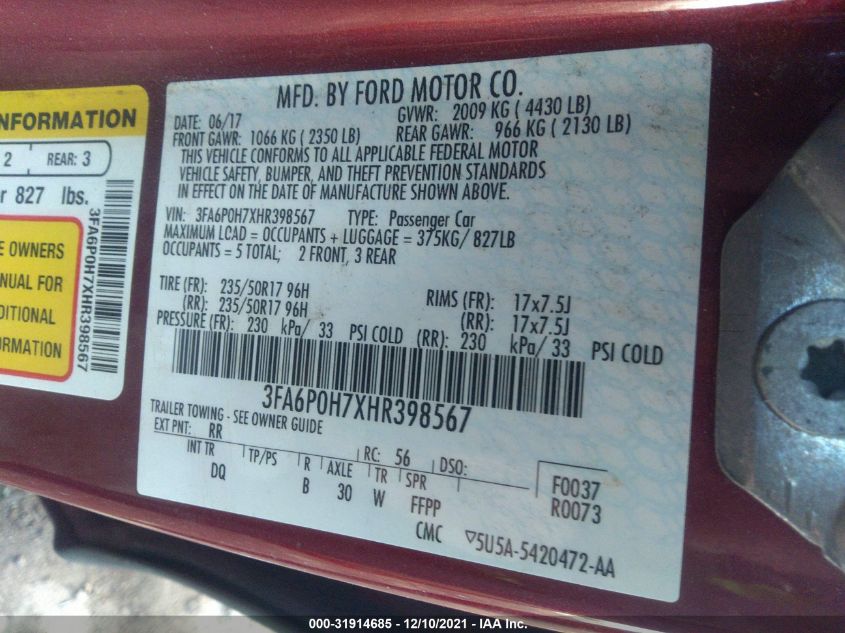 INFORMATION
2
REAR: 3
827 lbs.
E OWNERS
NUAL FOR
DITIONAL
FORMATION
3FA6P0H7XHR398567
MFD. BY FORD MOTOR CO.
DATE: 06/17 GVWR: 2009 KG ( 4430 LB)
FRONT GAWR: 1066 KG ( 2350 LB) REAR GAWR: 966 KG ( 2130 LB)
THIS VEHICLE CONFORMS TO ALL APPLICABLE FEDERAL MOTOR
VEHICLE SAFETY, BUMPER, AND THEFT PREVENTION STANDARDS
IN EFFECT ON THE DATE OF MANUFACTURE SHOWN ABOVE.
VIN: 3FA6P0H7XHR398567 TYPE: Passenger Car
MAXIMUM LOAD = OCCUPANTS + LUGGAGE = 375KG/ 827LB
OCCUPANTS = 5 TOTAL; 2 FRONT, 3 REAR
TIRE (FR): 235/50R17 96H RIMS (FR): 17x7.5J
(RR): 235/50R17 96H (RR): 17x7.5J
PRESSURE (FR): 230 kPa/ 33 PSI COLD (RR): 230 kPa/ 33 PSI COLD
3FA6P0H7XHR398567
TRAILER TOWING - SEE OWNER GUIDE
EXT PNT: RR RC: 56 DSO:
INT TR TP/PS R AXLE TR SPR F0037
DQ B 30 W FFPP R0073
CMC ▽5U5A-5420472-AA
000-31914685 - 12/10/2021 - IAA Inc.